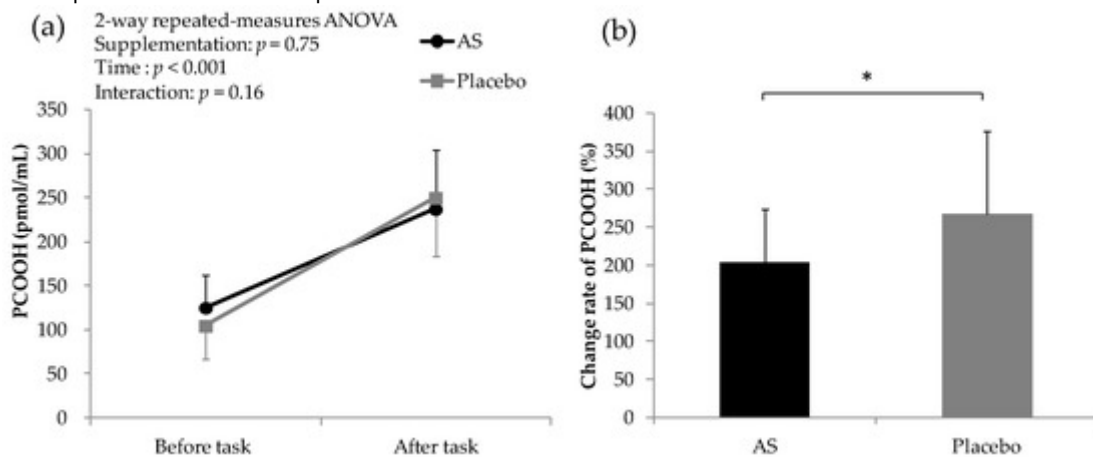 (a)
2-way repeated-measures ANOVA
Supplementation: p = 0.75
Time : p < 0.001
Interaction: p = 0.16
AS
Placebo
PCOOH (pmol/mL)
350
300
250
200
150
100
50
0
Before task After task
(b)
*
Change rate of PCOOH (%)
400
350
300
250
200
150
100
50
0
AS Placebo